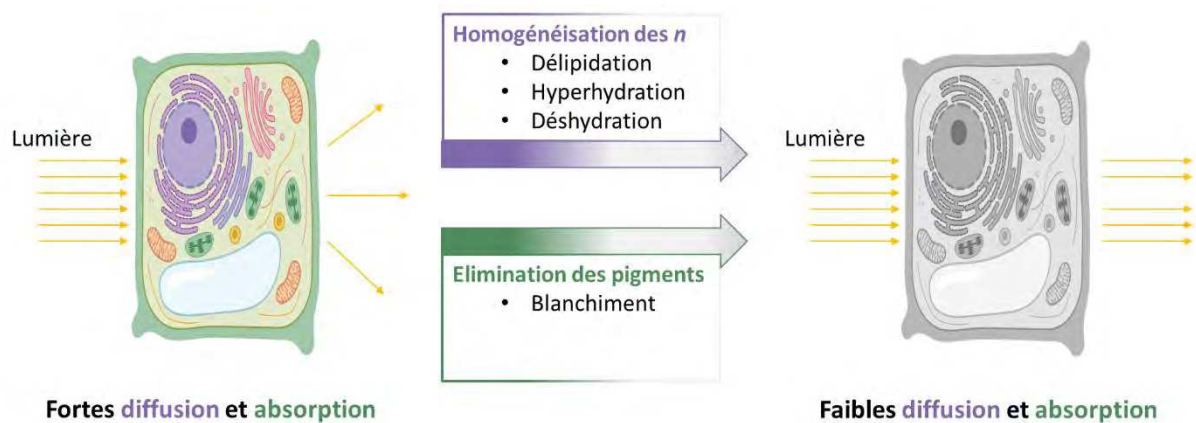 Lumière
Fortes diffusion et absorption
Homogénéisation des n
• Délipidation
• Hyperhydration
• Déshydration
Elimination des pigments
• Blanchiment
Lumière
Faibles diffusion et absorption